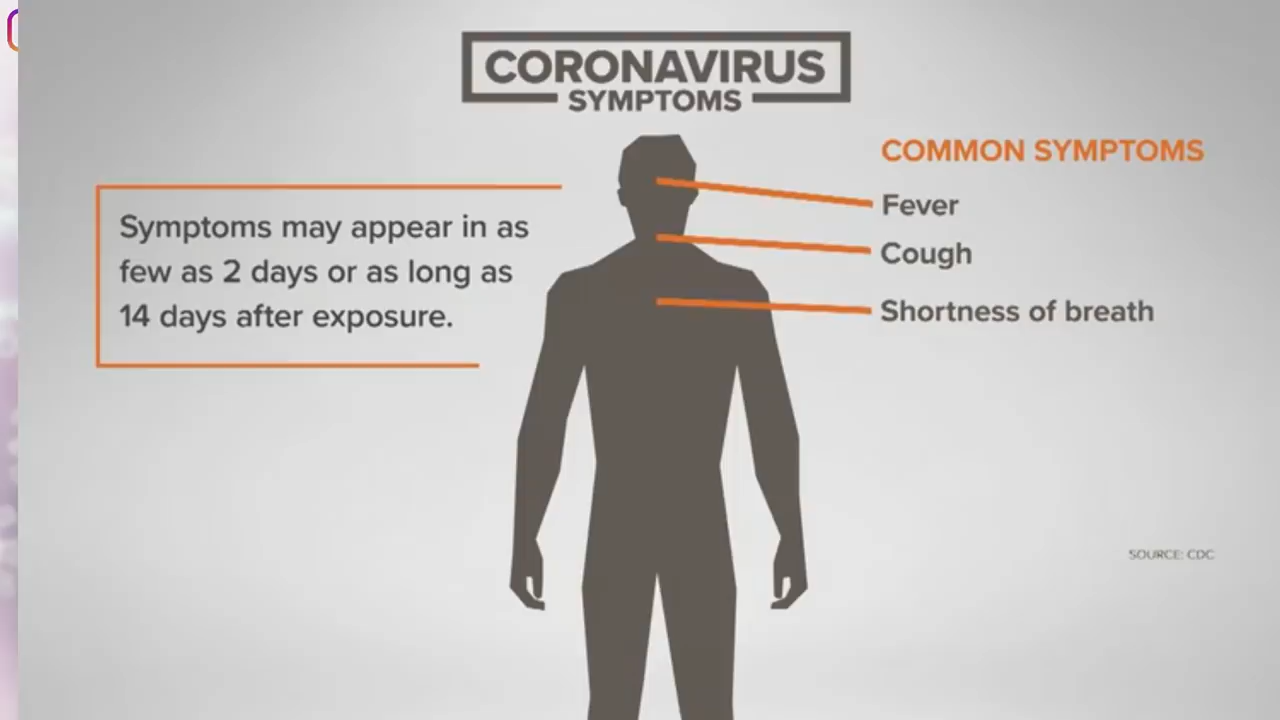 CORONAVIRUS
SYMPTOMS
Symptoms may appear in as
few as 2 days or as long as
14 days after exposure.
COMMON SYMPTOMS
Fever
Cough
Shortness of breath
SOURCE: CDC